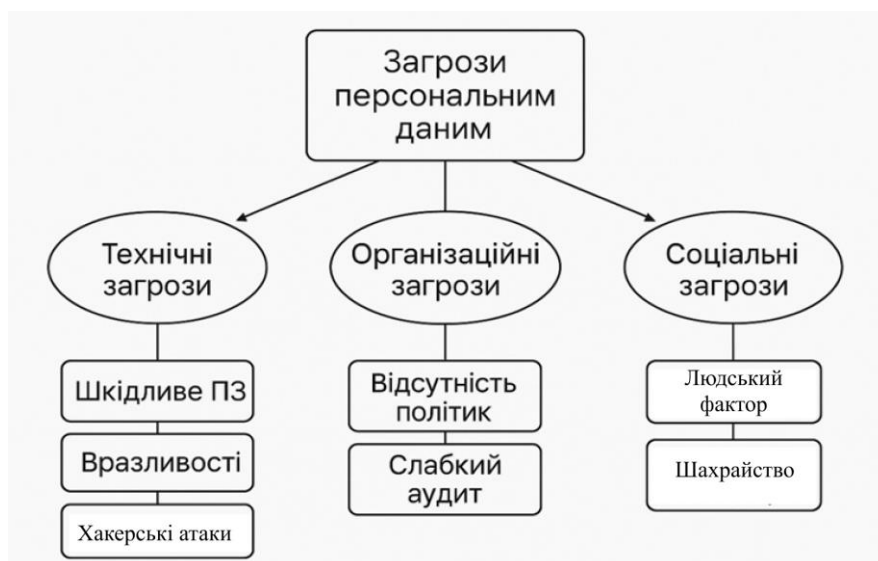 Загрози
персональним
даним
Технічні
загрози
Організаційні
загрози
Соціальні
загрози
Шкідливе ПЗ
Вразливості
Хакерські атаки
Відсутність
політик
Слабкий
аудит
Людський
фактор
Шахрайство